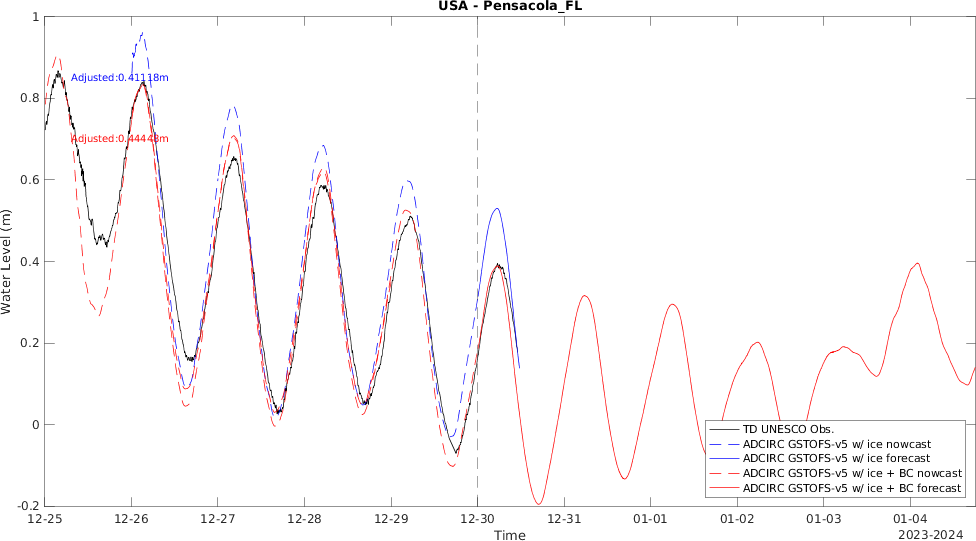 USA - Pensacola_FL
1
0.8
0.6
0.4
0.2
0
-0.2
Water Level (m)
Adjusted:0.41118m
Adjusted:0.44443m
TD UNESCO Obs.
ADCIRC GSTOFS-v5 w/ ice nowcast
ADCIRC GSTOFS-v5 w/ ice forecast
ADCIRC GSTOFS-v5 w/ ice + BC nowcast
ADCIRC GSTOFS-v5 w/ ice + BC forecast
12-25 12-26 12-27 12-28 12-29 12-30 12-31 01-01 01-02 01-03 01-04
Time
2023-2024